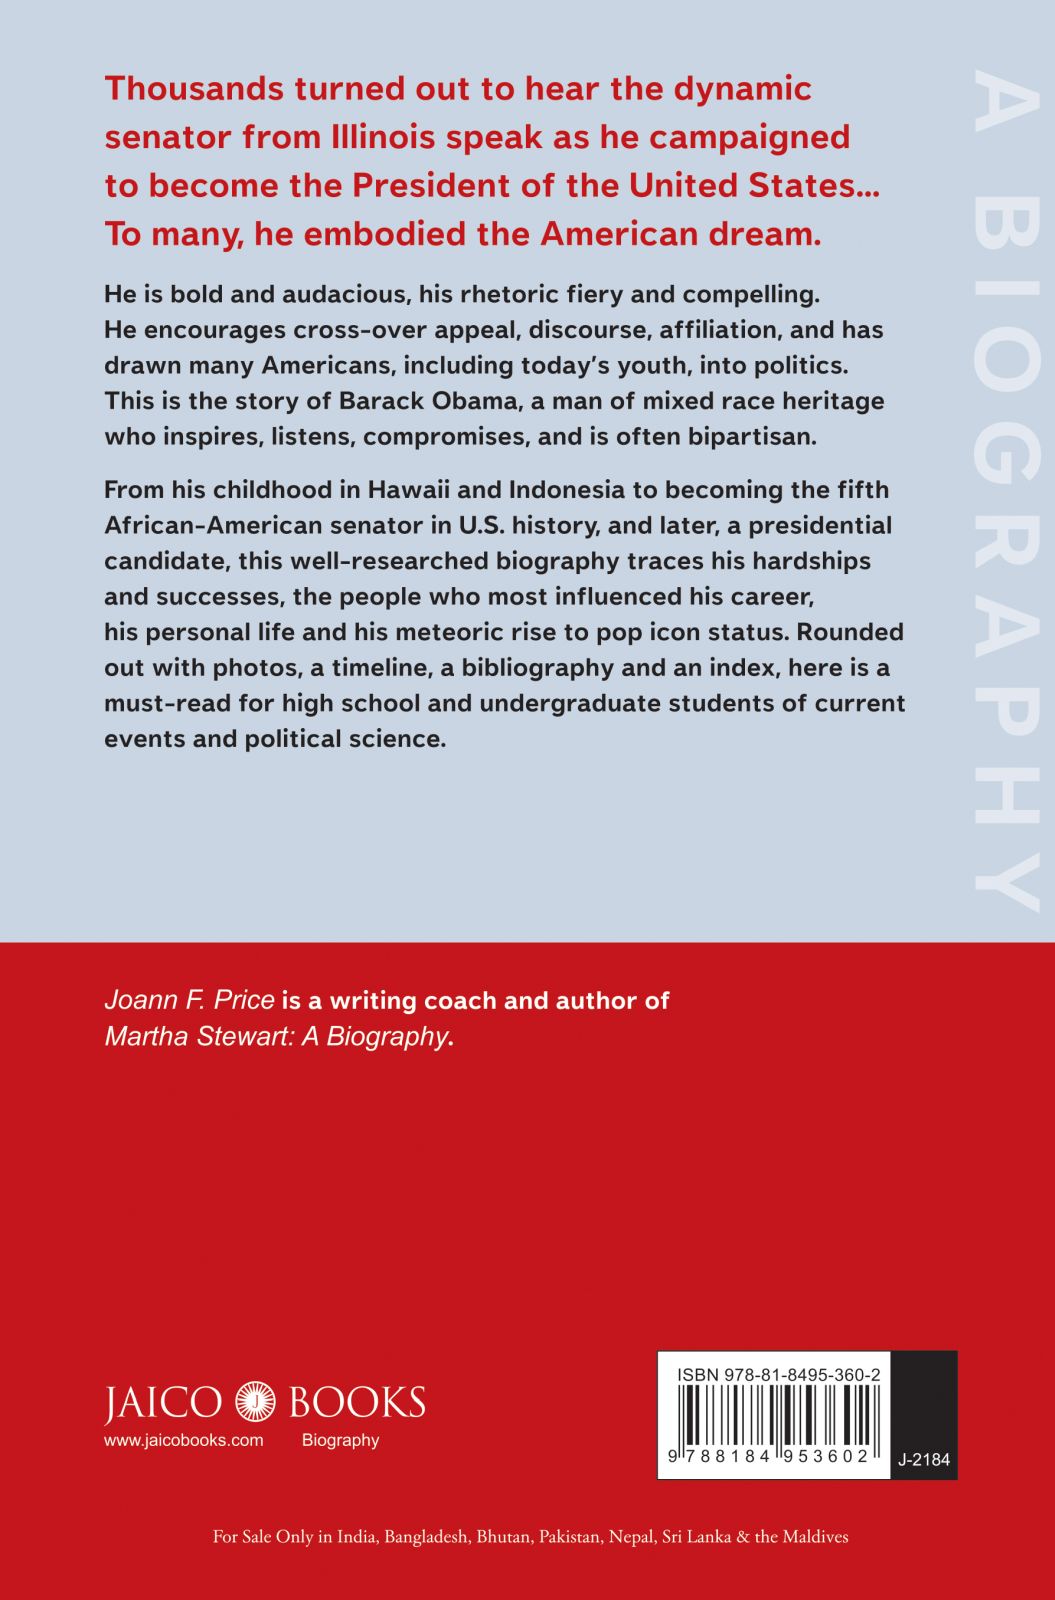 Thousands turned out to hear the dynamic
senator from Illinois speak as he campaigned
to become the President of the United States...
To many, he embodied the American dream.
He is bold and audacious, his rhetoric fiery and compelling.
He encourages cross-over appeal, discourse, affiliation, and has
drawn many Americans, including today's youth, into politics.
This is the story of Barack Obama, a man of mixed race heritage
who inspires, listens, compromises, and is often bipartisan.
From his childhood in Hawaii and Indonesia to becoming the fifth
African-American senator in U.S. history, and later, a presidential
candidate, this well-researched biography traces his hardships
and successes, the people who most influenced his career,
his personal life and his meteoric rise to pop icon status. Rounded
out with photos, a timeline, a bibliography and an index, here is a
must-read for high school and undergraduate students of current
events and political science.
A BIOGRAPHY
Joann F. Price is a writing coach and author of
Martha Stewart: A Biography.
JAICO J BOOKS
www.jaicobooks.com Biography
ISBN 978-81-8495-360-2
9 788184 953602
J-2184
For Sale Only in India, Bangladesh, Bhutan, Pakistan, Nepal, Sri Lanka & the Maldives